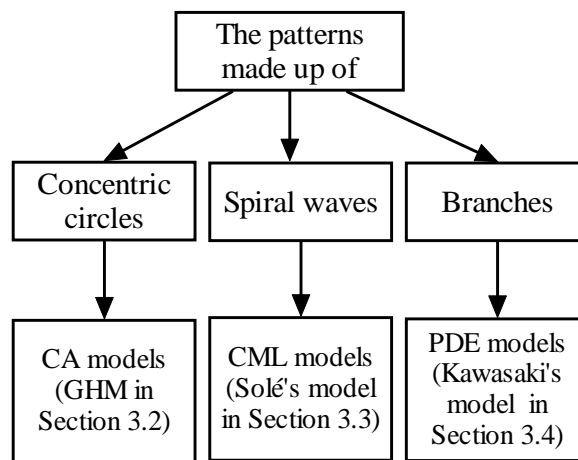 The patterns
made up of
Concentric
circles
Spiral waves
Branches
CA models
(GHM in
Section 3.2)
CML models
(Solé's model
in Section 3.3)
PDE models
(Kawasaki's
model in
Section 3.4)